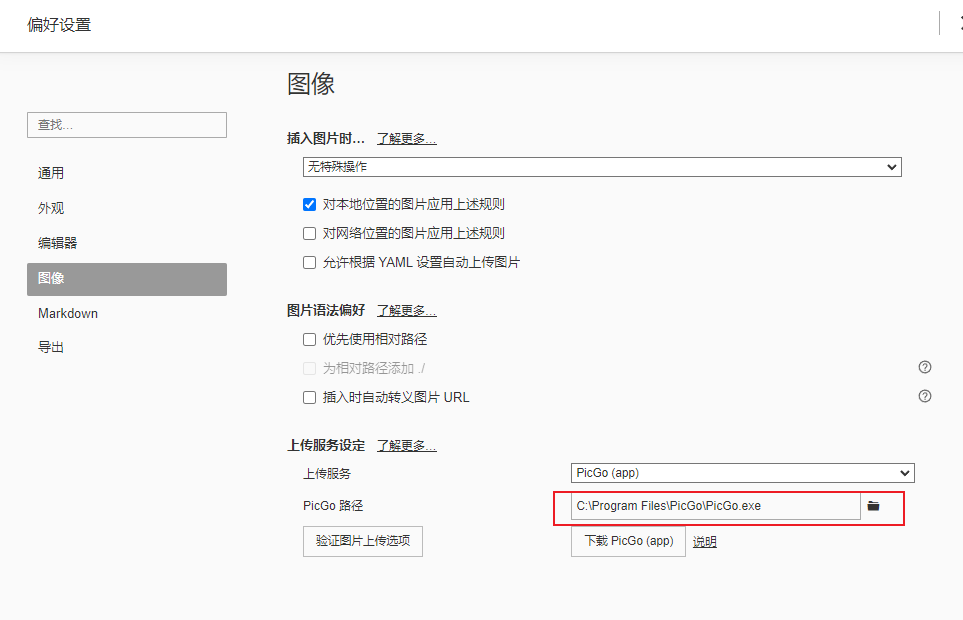 偏好设置
图像
查找...
插入图片时... 了解更多...
无特殊操作
通用
对本地位置的图片应用上述规则
外观
对网络位置的图片应用上述规则
编辑器
允许根据 YAML 设置自动上传图片
图像
图片语法偏好 了解更多...
Markdown
优先使用相对路径
导出
为相对路径添加 ./
插入时自动转义图片 URL
上传服务设定 了解更多...
上传服务 PicGo (app)
PicGo 路径 C:\Program Files\PicGo\PicGo.exe
验证图片上传选项 下载 PicGo (app) 说明